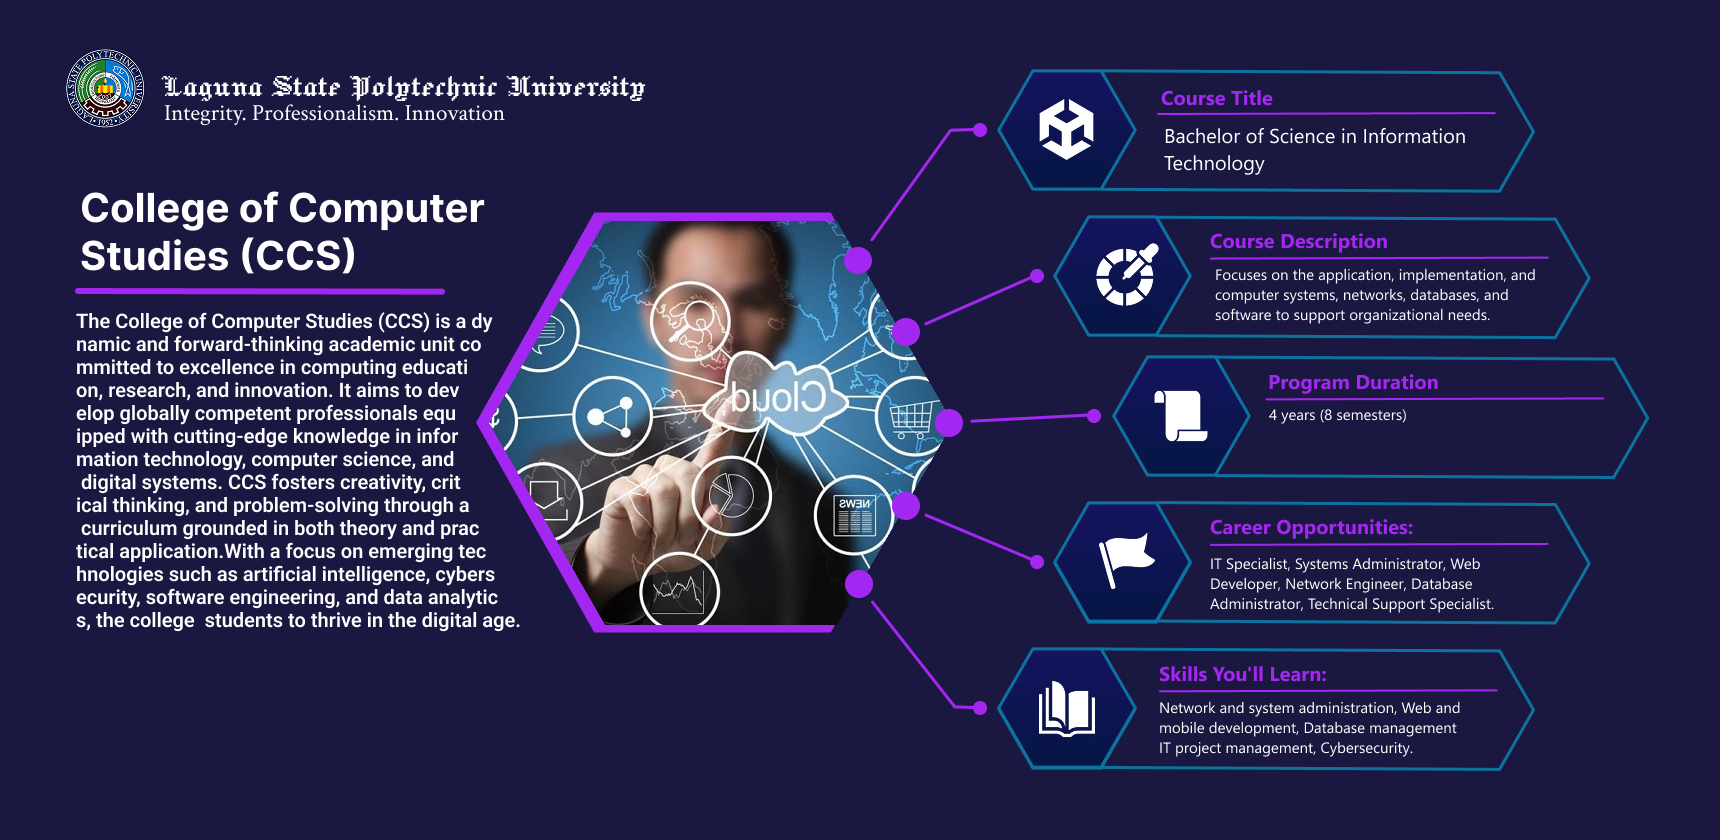 LAGUNA STATE POLYTECHNIC UNIVERSITY
1952
Laguna State Polytechnic University
Integrity. Professionalism. Innovation
College of Computer
Studies (CCS)
The College of Computer Studies (CCS) is a dy
namic and forward-thinking academic unit co
mmitted to excellence in computing educati
on, research, and innovation. It aims to dev
elop globally competent professionals equ
ipped with cutting-edge knowledge in infor
mation technology, computer science, and
digital systems. CCS fosters creativity, crit
ical thinking, and problem-solving through a
curriculum grounded in both theory and prac
tical application.With a focus on emerging tec
hnologies such as artificial intelligence, cybers
ecurity, software engineering, and data analytic
s, the college  students to thrive in the digital age.
Cloud
NEWS
Course Title
Bachelor of Science in Information
Technology
Course Description
Focuses on the application, implementation, and
computer systems, networks, databases, and
software to support organizational needs.
Program Duration
4 years (8 semesters)
Career Opportunities:
IT Specialist, Systems Administrator, Web
Developer, Network Engineer, Database
Administrator, Technical Support Specialist.
Skills You'll Learn:
Network and system administration, Web and
mobile development, Database management
IT project management, Cybersecurity.